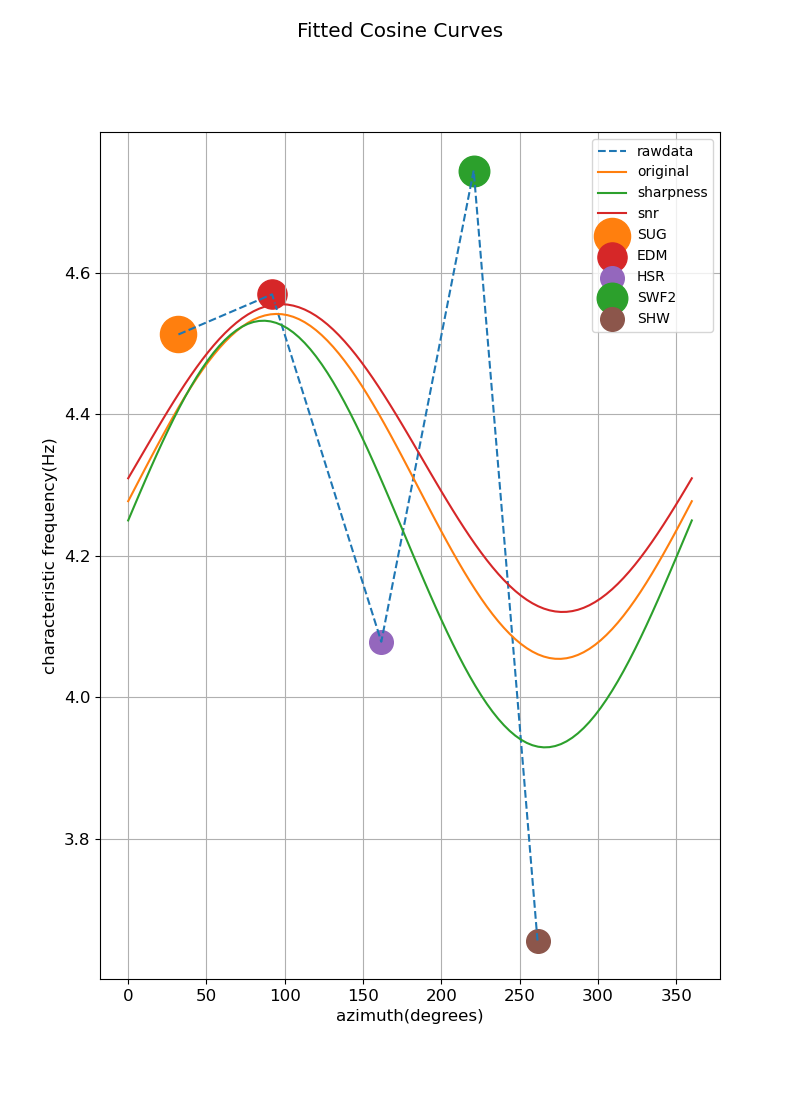 Fitted Cosine Curves
rawdata
original
sharpness
snr
SUG
EDM
HSR
SWF2
SHW
4.6
4.4
4.2
4.0
3.8
characteristic frequency(Hz)
0 50 100 150 200 250 300 350
azimuth(degrees)